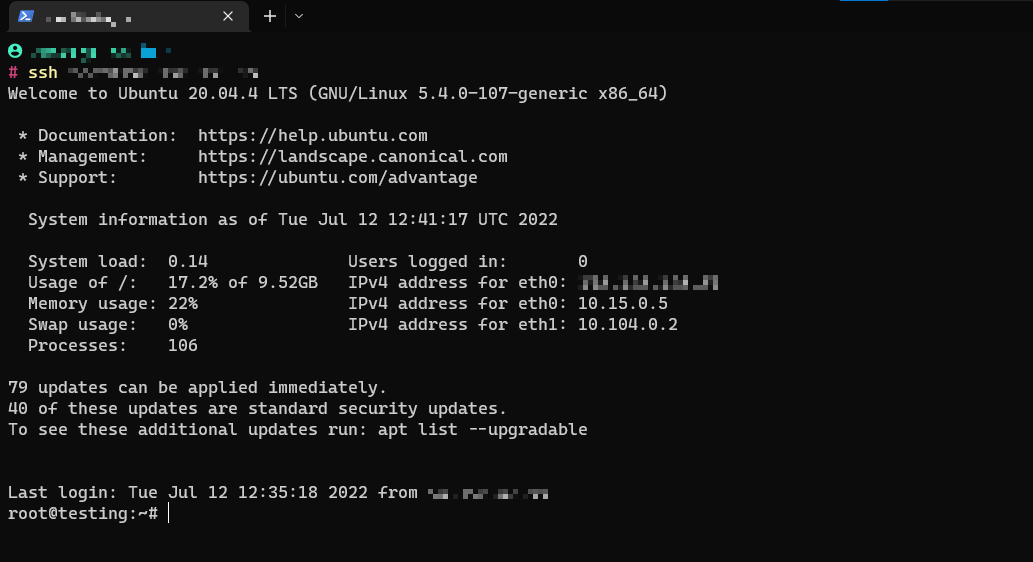 # ssh
Welcome to Ubuntu 20.04.4 LTS (GNU/Linux 5.4.0-107-generic x86_64)
* Documentation:  https://help.ubuntu.com
* Management:     https://landscape.canonical.com
* Support:        https://ubuntu.com/advantage
System information as of Tue Jul 12 12:41:17 UTC 2022
System load:  0.14              Users logged in:       0
Usage of /:   17.2% of 9.52GB   IPv4 address for eth0:
Memory usage: 22%               IPv4 address for eth0: 10.15.0.5
Swap usage:   0%                IPv4 address for eth1: 10.104.0.2
Processes:    106
79 updates can be applied immediately.
40 of these updates are standard security updates.
To see these additional updates run: apt list --upgradable
Last login: Tue Jul 12 12:35:18 2022 from
root@testing:~#